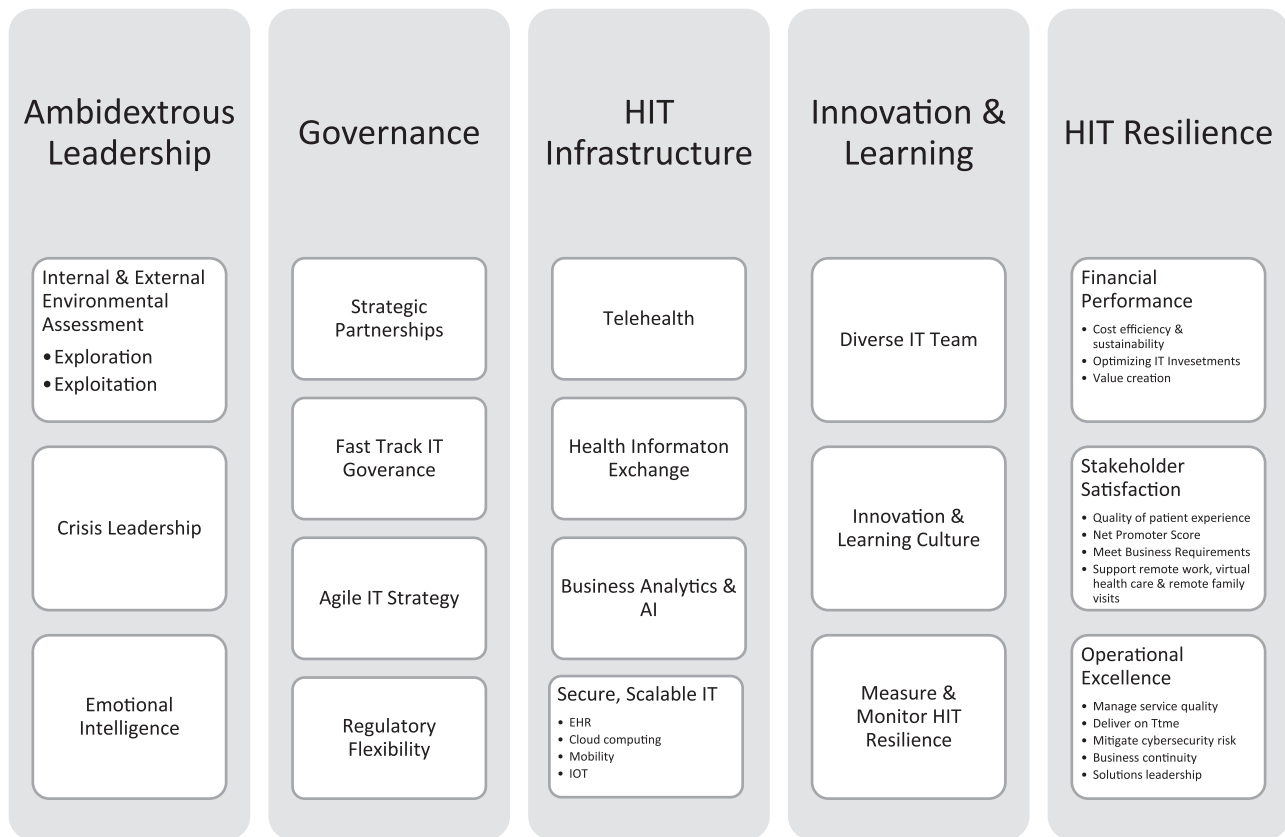 Ambidextrous
Leadership
Internal & External
Environmental
Assessment
•Exploration
•Exploitation
Crisis Leadership
Emotional
Intelligence
Governance
Strategic
Partnerships
Fast Track IT
Goverance
Agile IT Strategy
Regulatory
Flexibility
HIT
Infrastructure
Telehealth
Health Informaton
Exchange
Business Analytics &
AI
Secure, Scalable IT
• EHR
• Cloud computing
• Mobility
• IOT
Innovation &
Learning
Diverse IT Team
Innovation &
Learning Culture
Measure &
Monitor HIT
Resilience
HIT Resilience
Financial
Performance
• Cost efficiency &
sustainability
• Optimizing IT Invesetments
• Value creation
Stakeholder
Satisfaction
• Quality of patient experience
• Net Promoter Score
• Meet Business Requirements
• Support remote work, virtual
health care & remote family
visits
Operational
Excellence
• Manage service quality
• Deliver on Ttme
• Mitigate cybersecurity risk
• Business continuity
• Solutions leadership